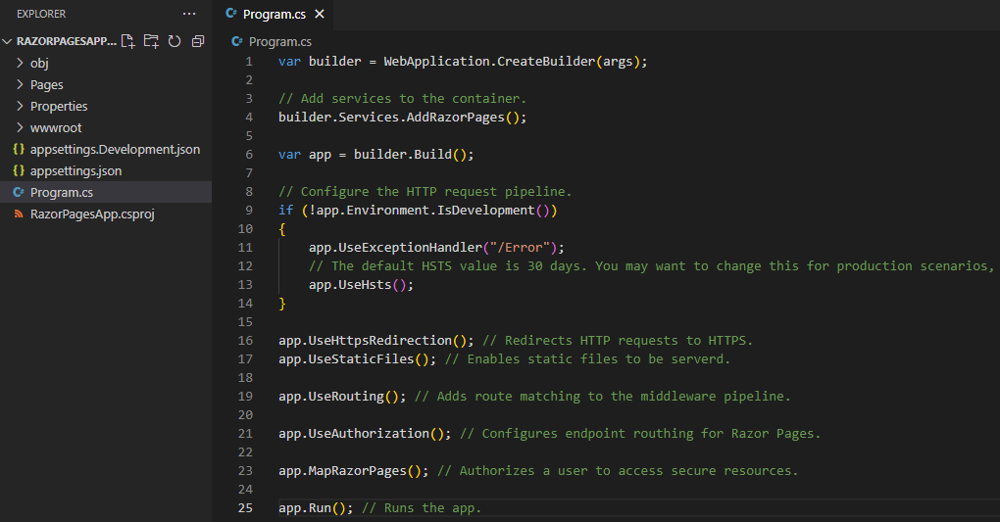 EXPLORER
...
RAZORPAGESAPP...
obj
Pages
Properties
wwwroot
{} appsettings.Development.json
{} appsettings.json
C# Program.cs
RazorPagesApp.csproj
C# Program.cs ×
C# Program.cs
1 var builder = WebApplication.CreateBuilder(args);
2
3 // Add services to the container.
4 builder.Services.AddRazorPages();
5
6 var app = builder.Build();
7
8 // Configure the HTTP request pipeline.
9 if (!app.Environment.IsDevelopment())
10 {
11     app.UseExceptionHandler("/Error");
12     // The default HSTS value is 30 days. You may want to change this for production scenarios,
13     app.UseHsts();
14 }
15
16 app.UseHttpsRedirection(); // Redirects HTTP requests to HTTPS.
17 app.UseStaticFiles(); // Enables static files to be serverd.
18
19 app.UseRouting(); // Adds route matching to the middleware pipeline.
20
21 app.UseAuthorization(); // Configures endpoint routhing for Razor Pages.
22
23 app.MapRazorPages(); // Authorizes a user to access secure resources.
24
25 app.Run(); // Runs the app.